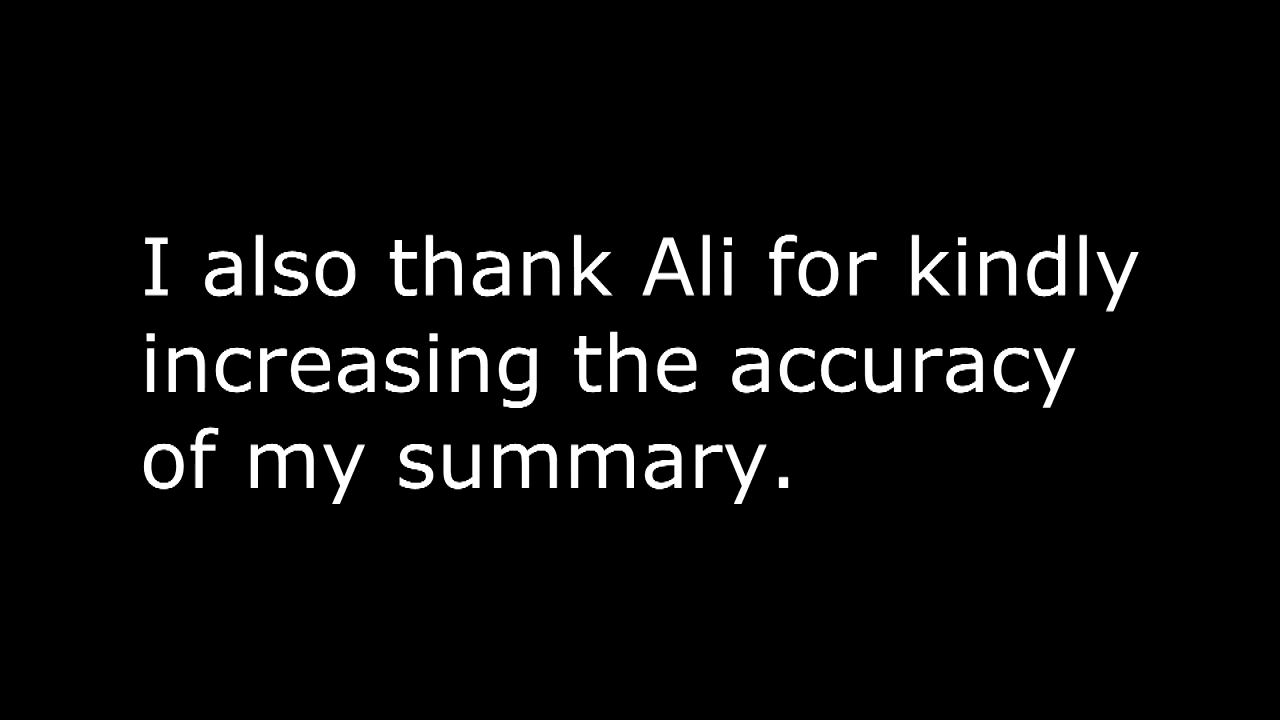 I also thank Ali for kindly
increasing the accuracy
of my summary.